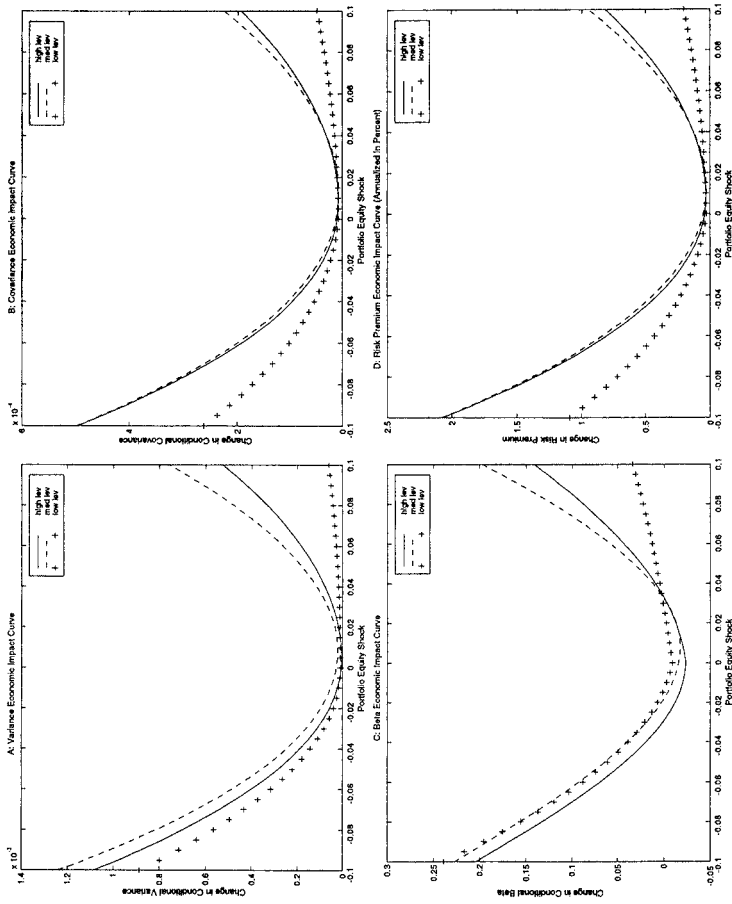 A: Variance Economic Impact Curve
x 10⁻³
1.4
1.2
1
0.8
0.6
0.4
0.2
0
Change in Conditional Variance
high lev
med lev
low lev
-0.1 -0.08 -0.06 -0.04 -0.02 0 0.02 0.04 0.06 0.08 0.1
Portfolio Equity Shock
B: Covariance Economic Impact Curve
x 10⁻⁴
6
4
2
0
Change in Conditional Covariance
high lev
med lev
low lev
-0.1 -0.08 -0.06 -0.04 -0.02 0 0.02 0.04 0.06 0.08 0.1
Portfolio Equity Shock
C: Beta Economic Impact Curve
0.3
0.25
0.2
0.15
0.1
0.05
0
-0.05
Change in Conditional Beta
high lev
med lev
low lev
-0.1 -0.08 -0.06 -0.04 -0.02 0 0.02 0.04 0.06 0.08 0.1
Portfolio Equity Shock
D: Risk Premium Economic Impact Curve (Annualized in Percent)
2.5
2
1.5
1
0.5
0
Change in Risk Premium
high lev
med lev
low lev
-0.1 -0.08 -0.06 -0.04 -0.02 0 0.02 0.04 0.06 0.08 0.1
Portfolio Equity Shock